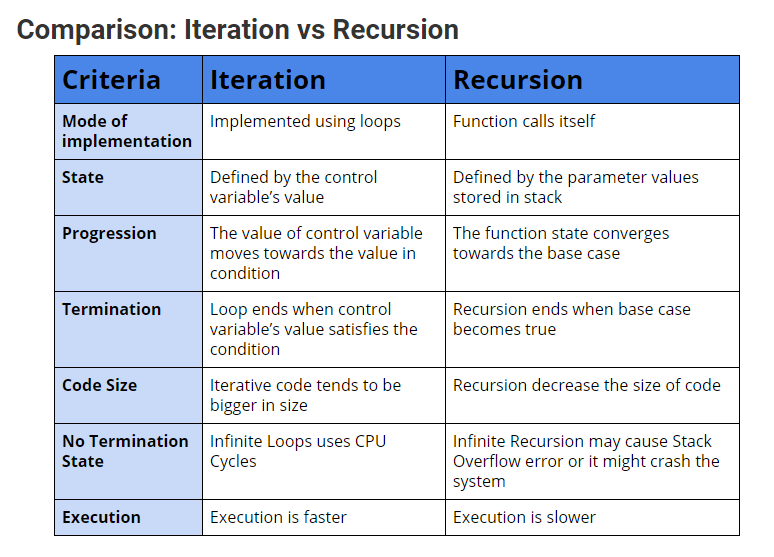 Comparison: Iteration vs Recursion
Criteria
Iteration
Recursion
Mode of
implementation
Implemented using loops
Function calls itself
State
Defined by the control
variable's value
Defined by the parameter values
stored in stack
Progression
The value of control variable
moves towards the value in
condition
The function state converges
towards the base case
Termination
Loop ends when control
variable's value satisfies the
condition
Recursion ends when base case
becomes true
Code Size
Iterative code tends to be
bigger in size
Recursion decrease the size of code
No Termination
State
Infinite Loops uses CPU
Cycles
Infinite Recursion may cause Stack
Overflow error or it might crash the
system
Execution
Execution is faster
Execution is slower